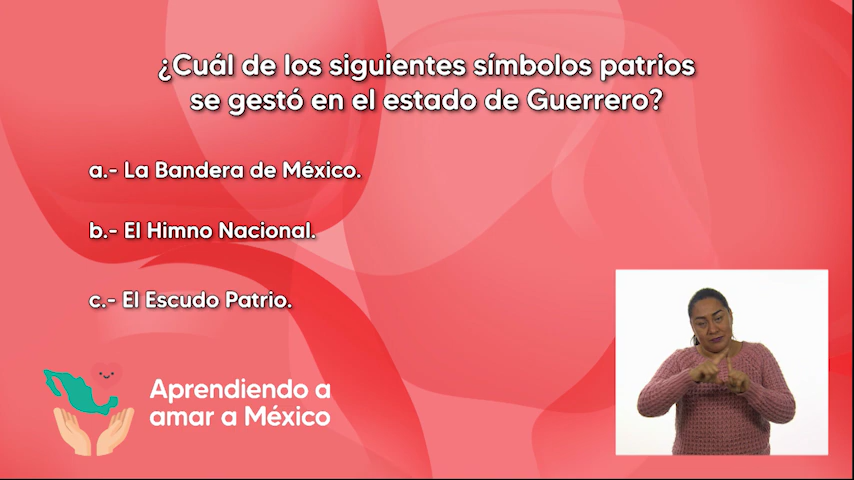 ¿Cuál de los siguientes símbolos patrios
se gestó en el estado de Guerrero?
a.- La Bandera de México.
b.- El Himno Nacional.
c.- El Escudo Patrio.
Aprendiendo a
amar a México